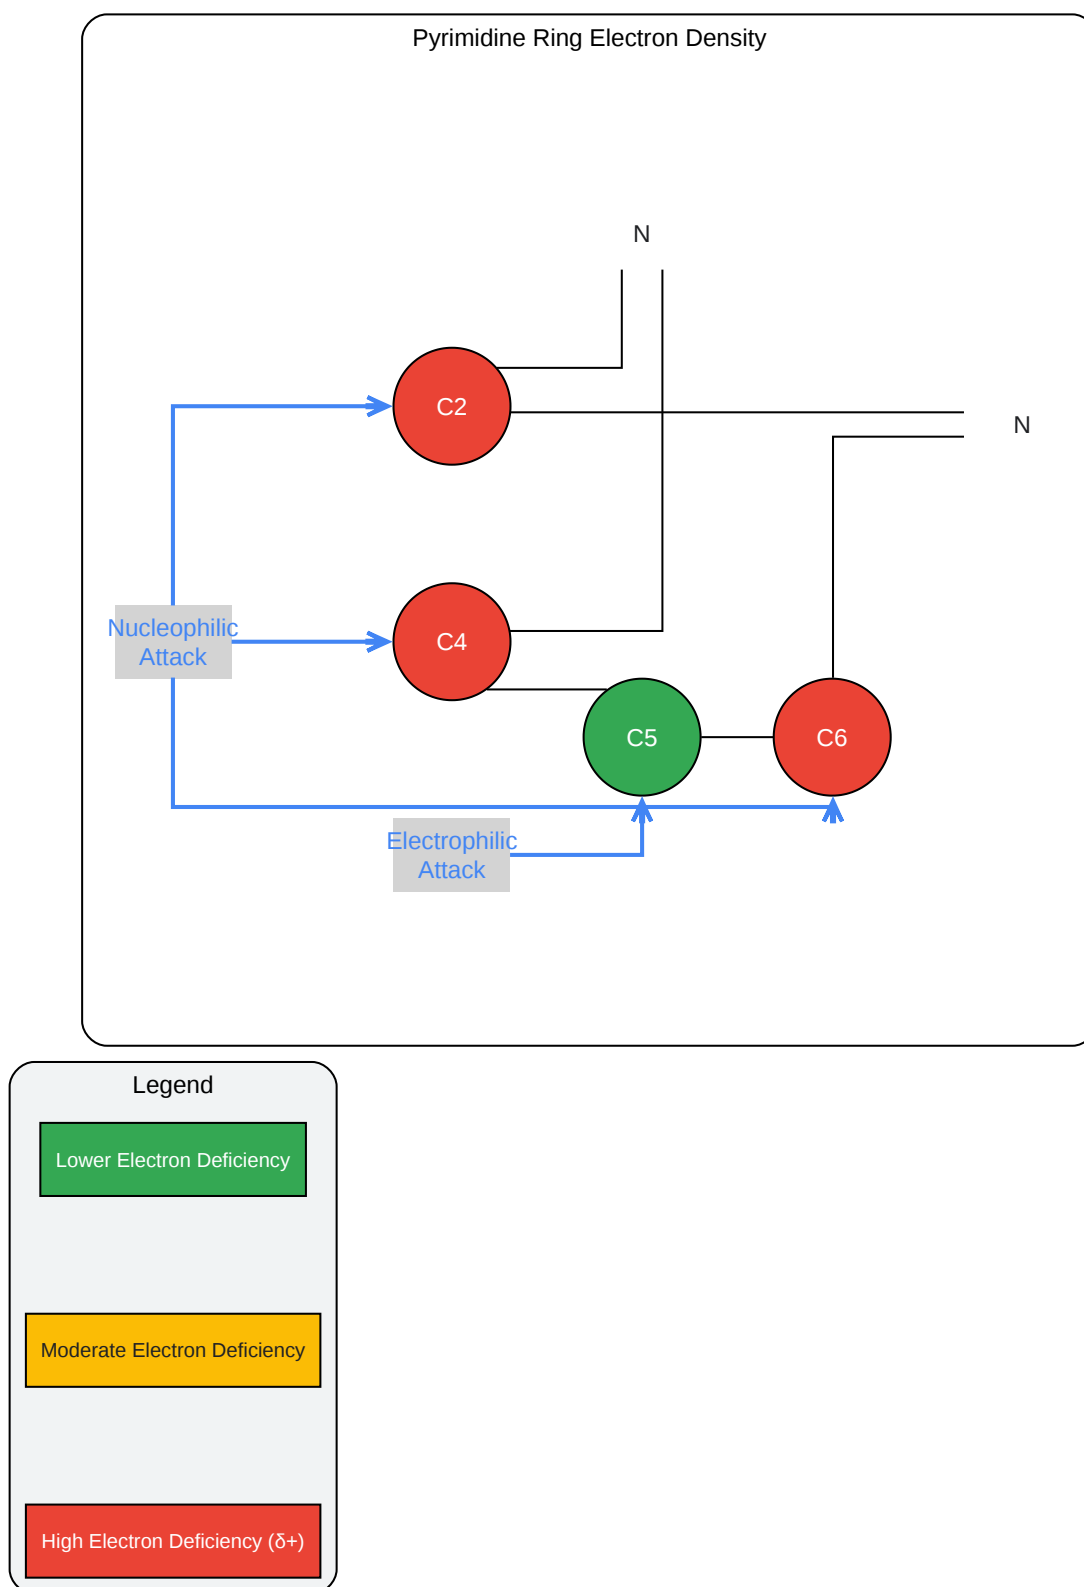 Pyrimidine Ring Electron Density
N
C2
N
Nucleophilic
Attack
C4
C5
C6
Electrophilic
Attack
Legend
Lower Electron Deficiency
Moderate Electron Deficiency
High Electron Deficiency (δ+)